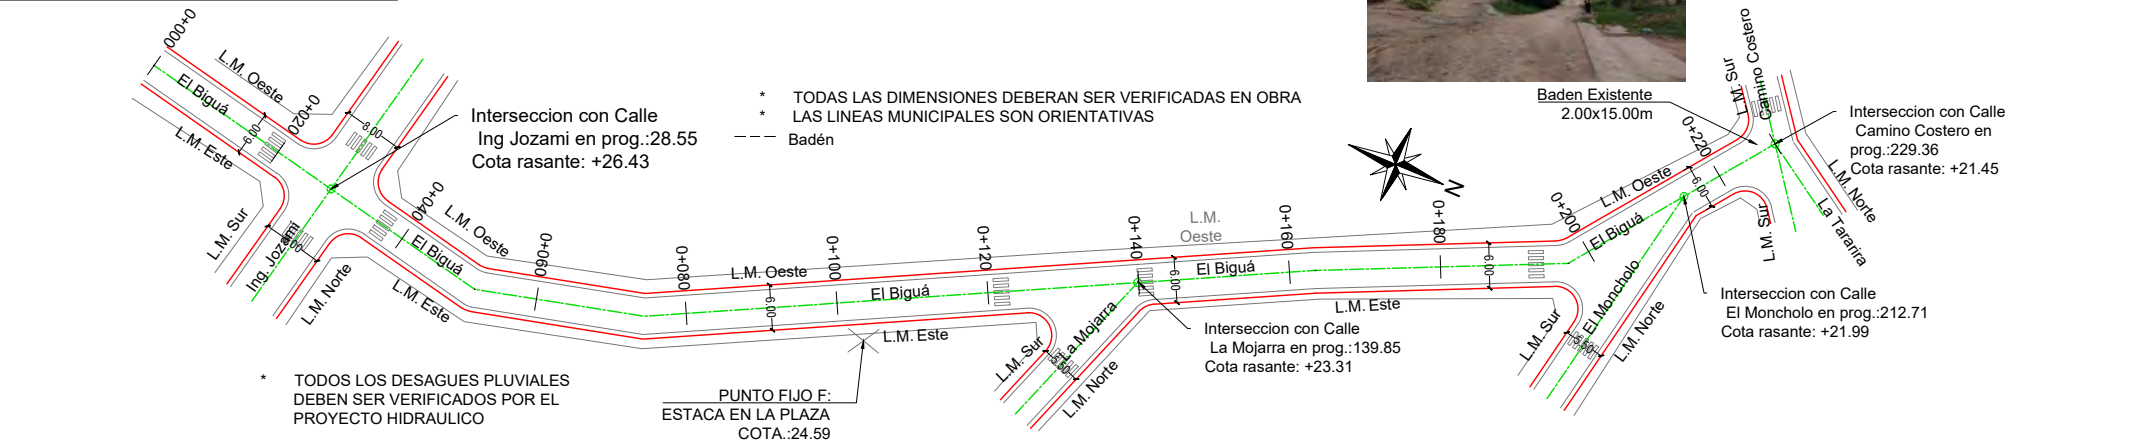 0+000
L.M. Oeste
El Biguá
0+020
6.00
8.00
L.M. Este
Interseccion con Calle
Ing Jozami en prog.:28.55
Cota rasante: +26.43
* TODAS LAS DIMENSIONES DEBERAN SER VERIFICADAS EN OBRA
* LAS LINEAS MUNICIPALES SON ORIENTATIVAS
Badén
N
Baden Existente
2.00x15.00m
L.M. Sur
Camino Costero
Interseccion con Calle
Camino Costero en
prog.:229.36
Cota rasante: +21.45
L.M. Norte
La Tararira
L.M. Sur
0+220
6.00
L.M. Oeste
0+200
El Biguá
L.M. Sur
Ing. Jozami
L.M. Norte
0+040
L.M. Oeste
El Biguá
L.M. Este
0+060
0+080
L.M. Oeste
6.00
0+100
El Biguá
L.M. Este
0+120
0+140
L.M.
Oeste
6.00
El Biguá
0+160
L.M. Este
0+180
6.00
Interseccion con Calle
La Mojarra en prog.:139.85
Cota rasante: +23.31
La Mojarra
L.M. Sur
5.50
L.M. Norte
El Moncholo
L.M. Sur
5.50
L.M. Norte
Interseccion con Calle
El Moncholo en prog.:212.71
Cota rasante: +21.99
* TODOS LOS DESAGUES PLUVIALES
DEBEN SER VERIFICADOS POR EL
PROYECTO HIDRAULICO
PUNTO FIJO F:
ESTACA EN LA PLAZA
COTA.:24.59